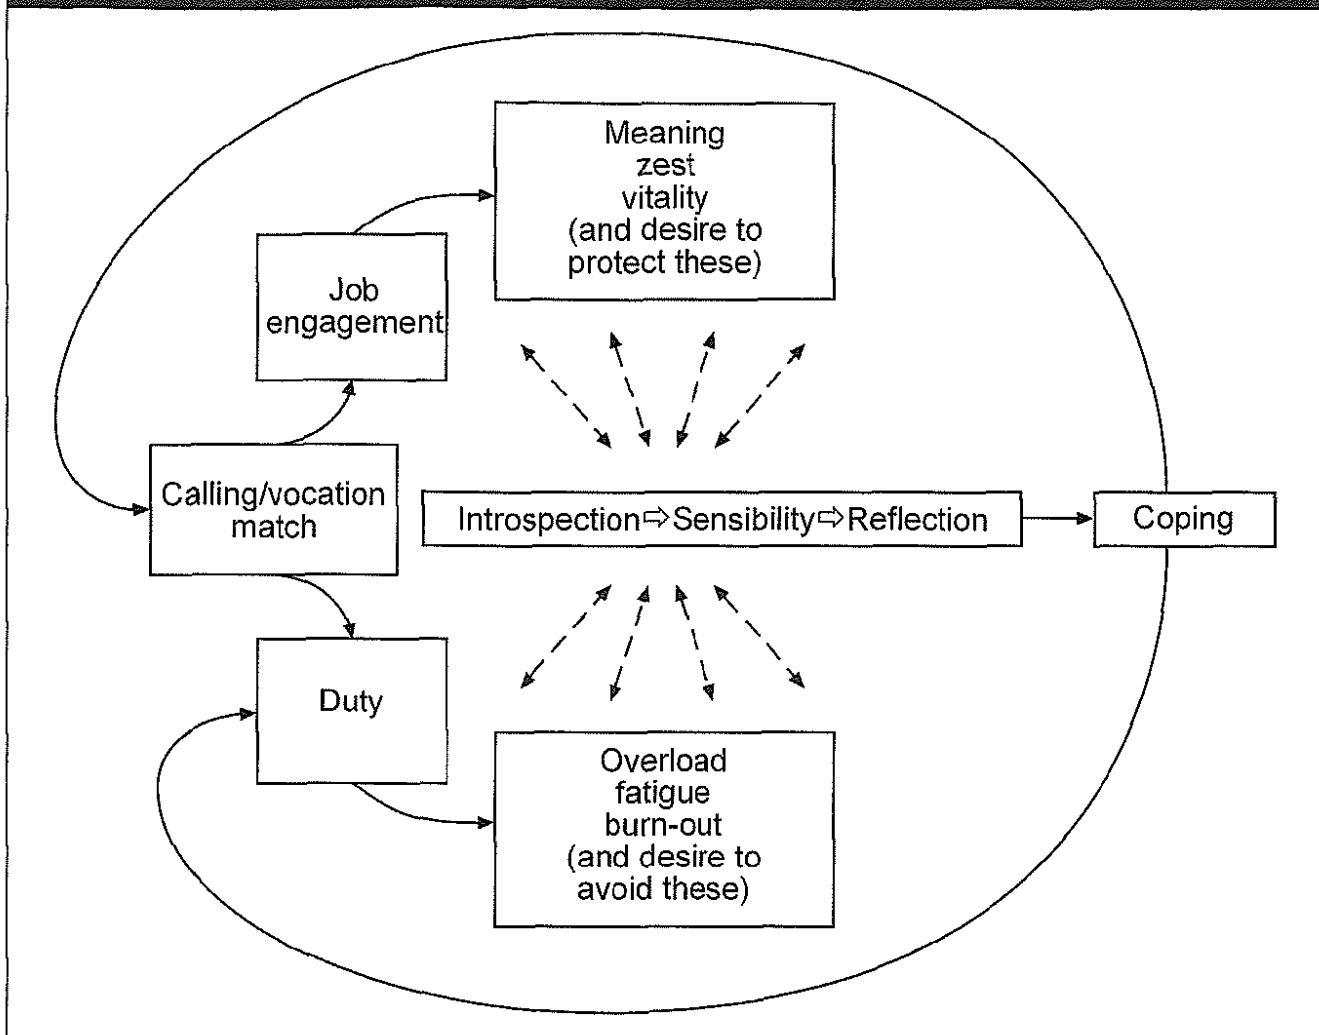 Meaning
zest
vitality
(and desire to
protect these)
Job
engagement
Calling/vocation
match
Introspection⇨Sensibility⇨Reflection
Coping
Duty
Overload
fatigue
burn-out
(and desire to
avoid these)